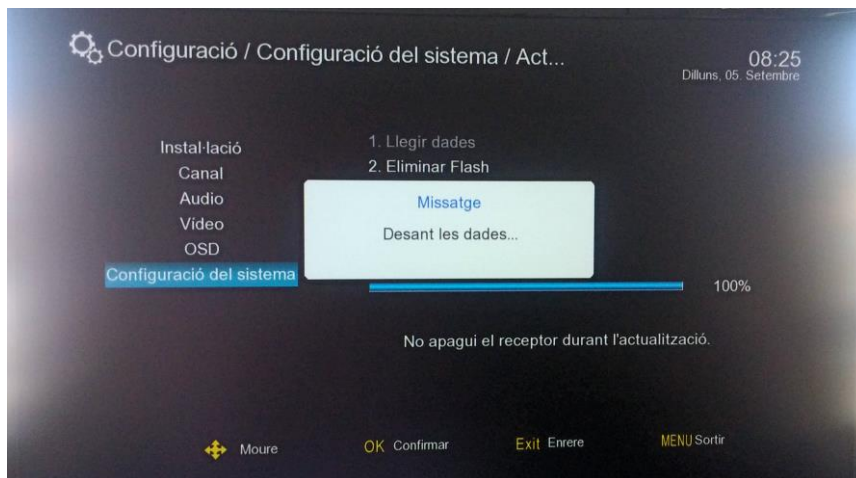 Configuració / Configuració del sistema / Act...
08:25
Dilluns, 05. Setembre
Instal·lació
Canal
Audio
Vídeo
OSD
Configuració del sistema
1. Llegir dades
2. Eliminar Flash
Missatge
Desant les dades...
100%
No apagui el receptor durant l'actualització.
Moure
OK Confirmar
Exit Enrere
MENU Sortir